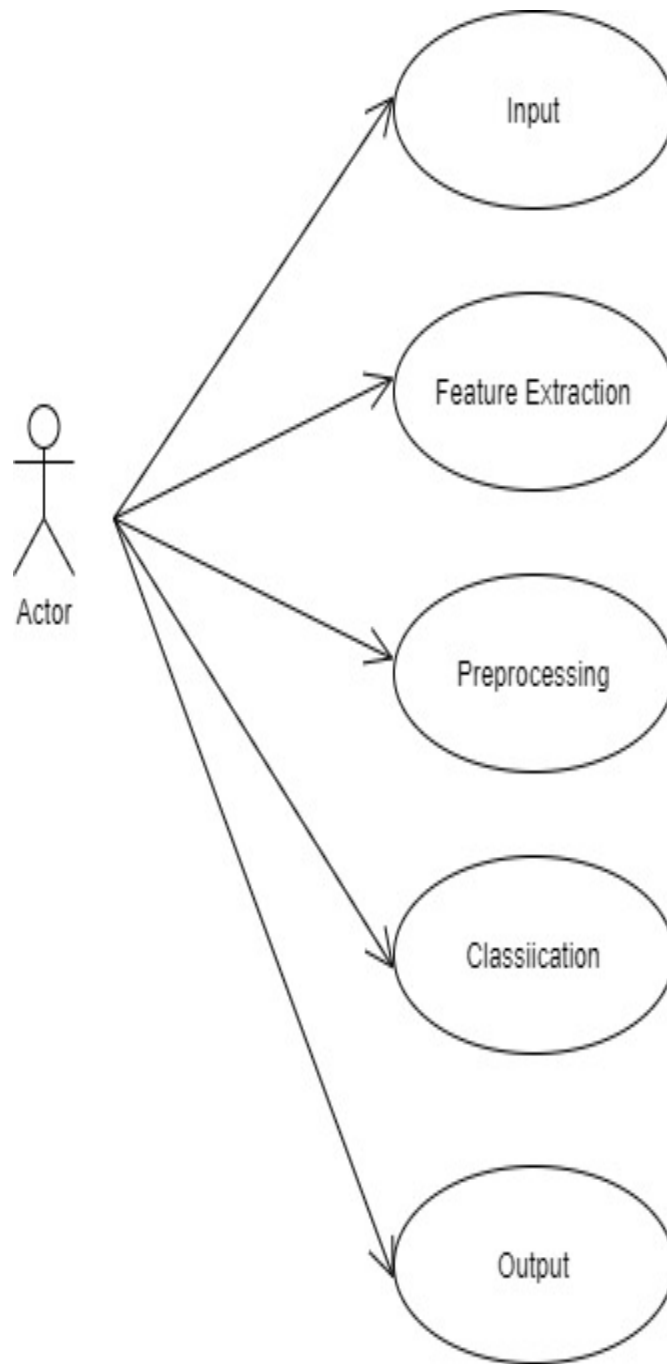 Input
Feature Extraction
Actor
Preprocessing
Classiication
Output